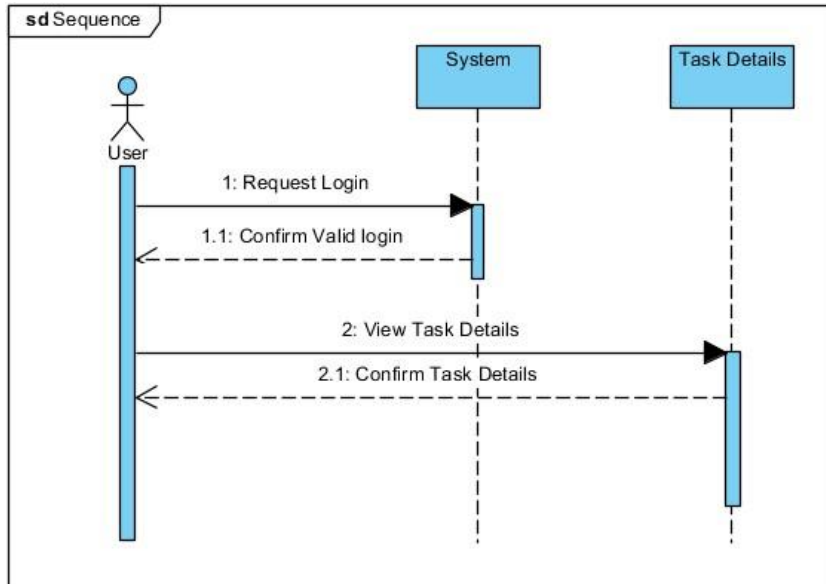 sd Sequence
System
Task Details
User
1: Request Login
1.1: Confirm Valid login
2: View Task Details
2.1: Confirm Task Details